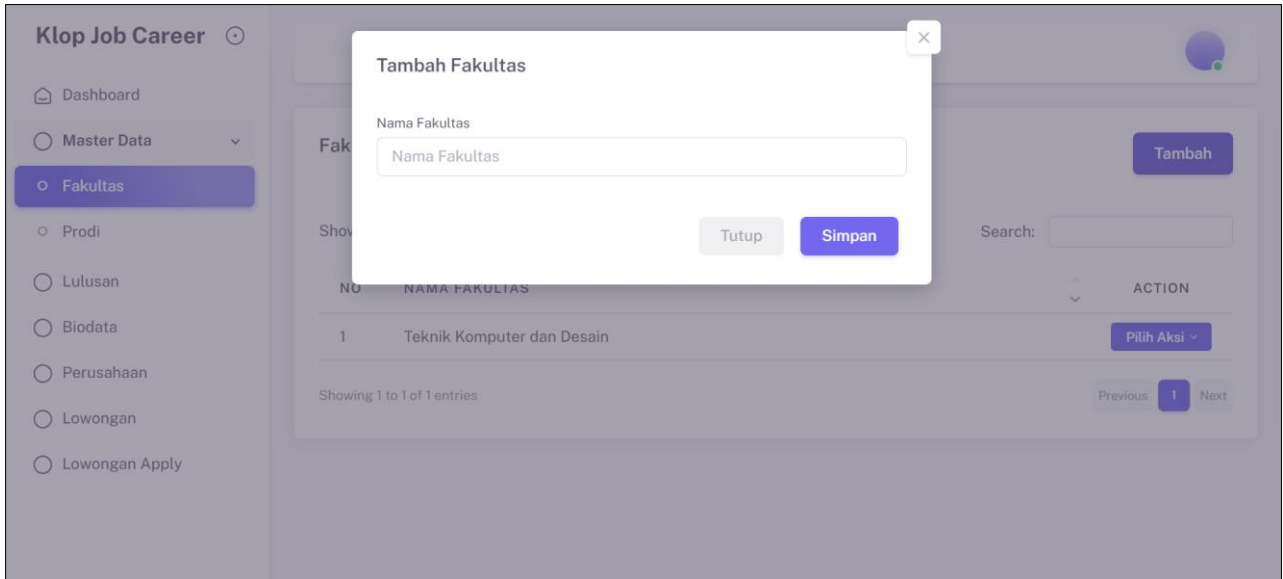 Klop Job Career
Dashboard
Master Data
Fakultas
Prodi
Lulusan
Biodata
Perusahaan
Lowongan
Lowongan Apply
Tambah Fakultas
Nama Fakultas
Nama Fakultas
Tutup Simpan
Fak
Tambah
Show
Search:
NO NAMA FAKULTAS ACTION
1 Teknik Komputer dan Desain Pilih Aksi
Showing 1 to 1 of 1 entries
Previous 1 Next